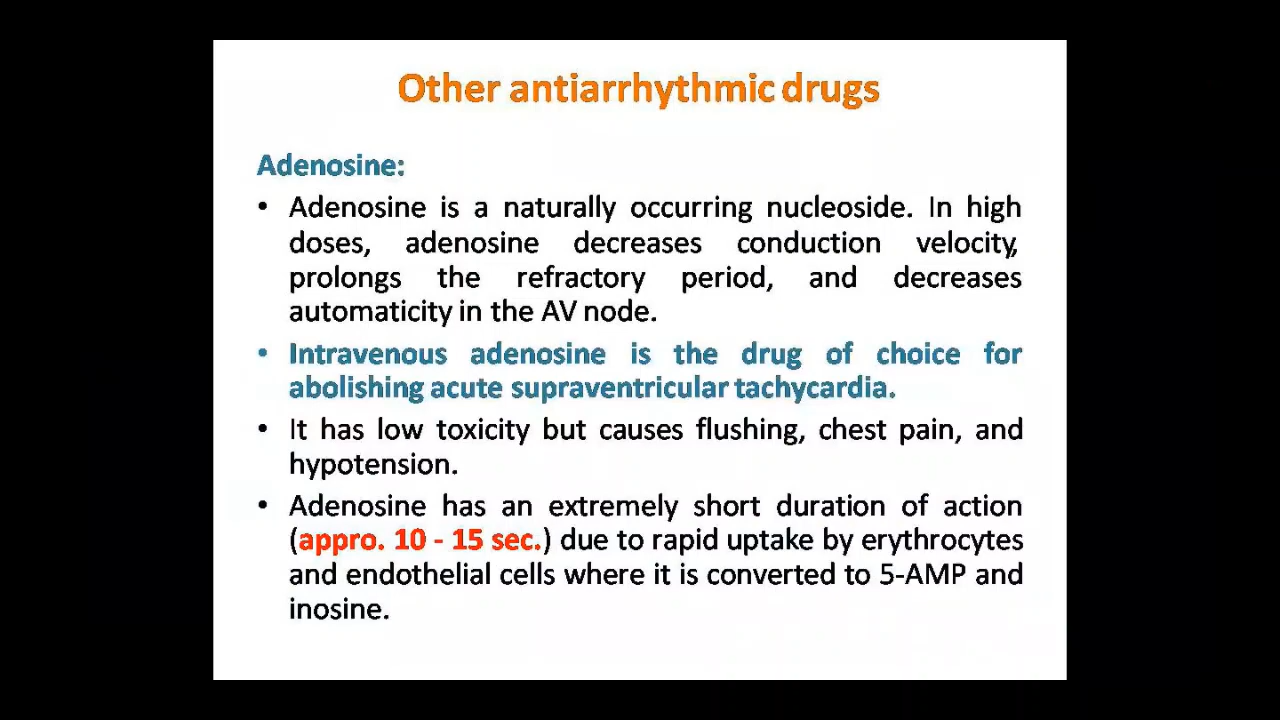 Other antiarrhythmic drugs
Adenosine:
• Adenosine is a naturally occurring nucleoside. In high
doses, adenosine decreases conduction velocity,
prolongs the refractory period, and decreases
automaticity in the AV node.
• Intravenous adenosine is the drug of choice for
abolishing acute supraventricular tachycardia.
• It has low toxicity but causes flushing, chest pain, and
hypotension.
• Adenosine has an extremely short duration of action
(appro. 10 - 15 sec.) due to rapid uptake by erythrocytes
and endothelial cells where it is converted to 5-AMP and
inosine.